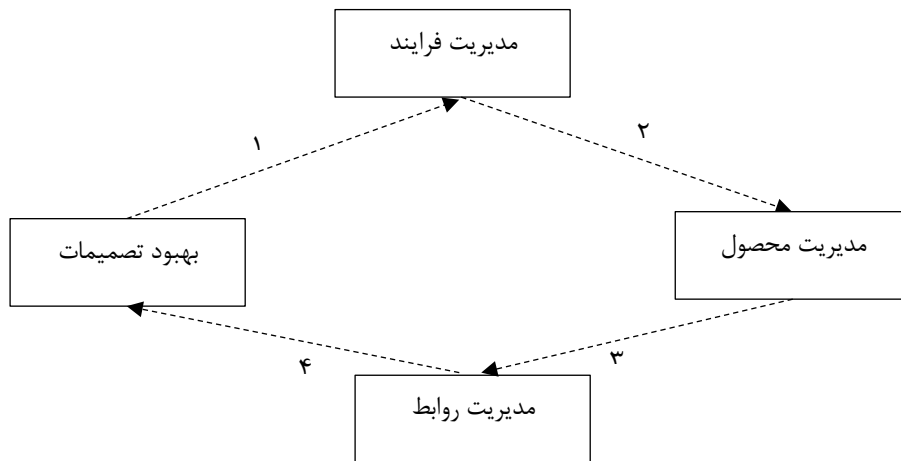 مدیریت فرایند
۱
۲
بهبود تصمیمات
مدیریت محصول
۴
۳
مدیریت روابط